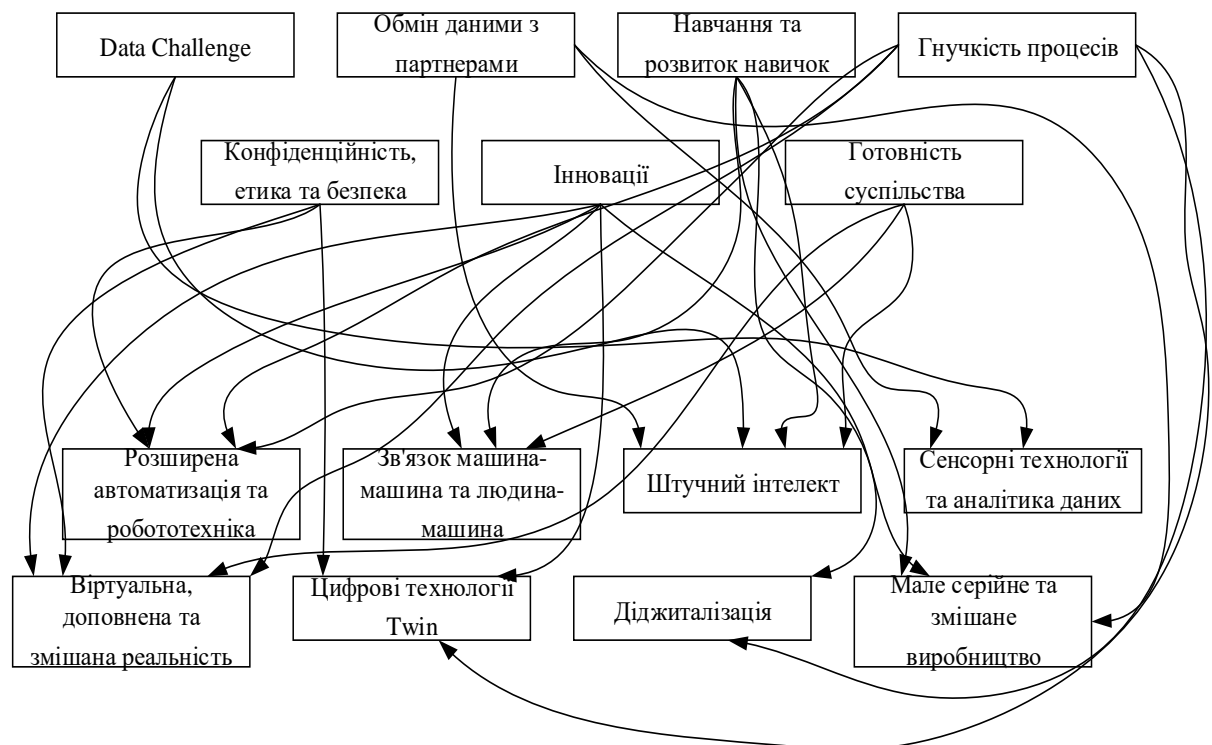 Data Challenge
Обмін даними з
партнерами
Навчання та
розвиток навичок
Гнучкість процесів
Конфіденційність,
етика та безпека
Інновації
Готовність
суспільства
Розширена
автоматизація та
робототехніка
Зв'язок машина-
машина та людина-
машина
Штучний інтелект
Сенсорні технології
та аналітика даних
Віртуальна,
доповнена та
змішана реальність
Цифрові технології
Twin
Діджиталізація
Мале серійне та
змішане
виробництво